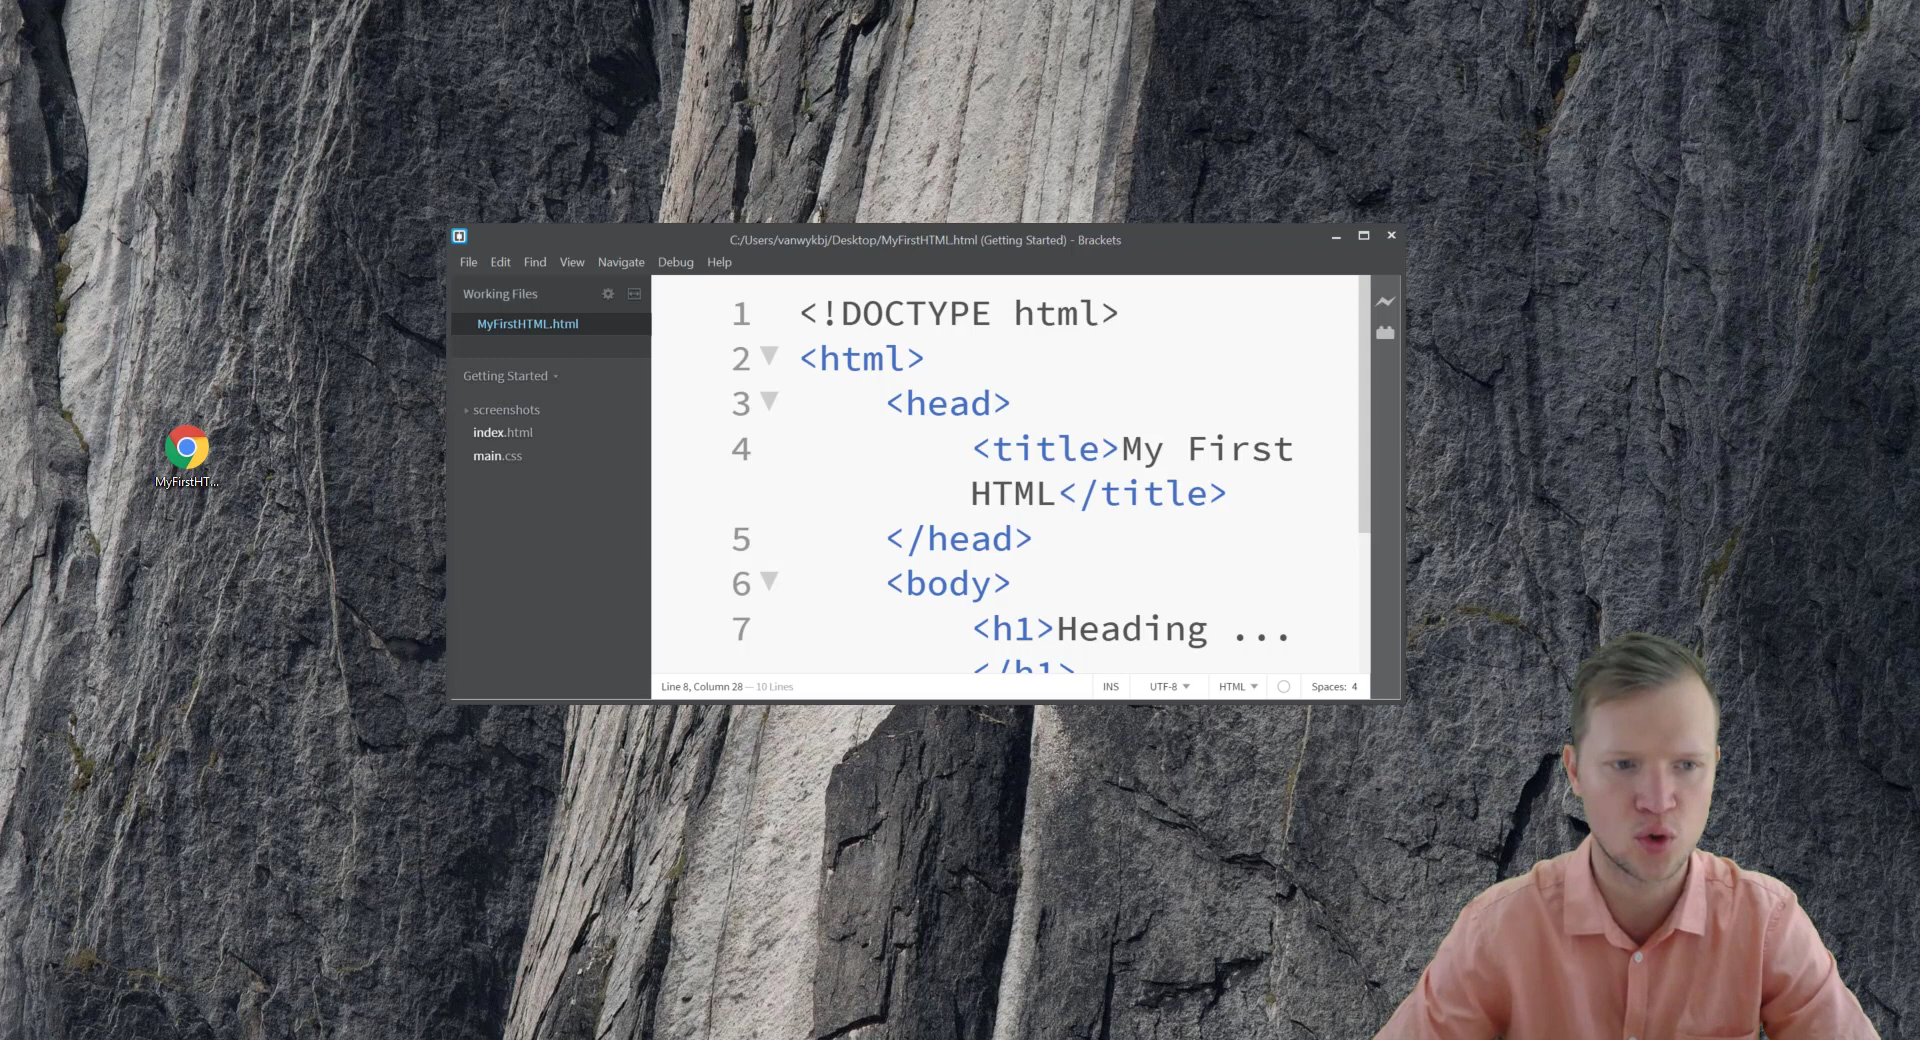 C:/Users/vanwykbj/Desktop/MyFirstHTML.html (Getting Started) - Brackets
File Edit Find View Navigate Debug Help
Working Files
MyFirstHTML.html
Getting Started
screenshots
index.html
main.css
MyFirstHT...
1 <!DOCTYPE html>
2 <html>
3 <head>
4 <title>My First
HTML</title>
5 </head>
6 <body>
7 <h1>Heading ...
</h1>
Line 8, Column 28 — 10 Lines
INS UTF-8 HTML Spaces: 4